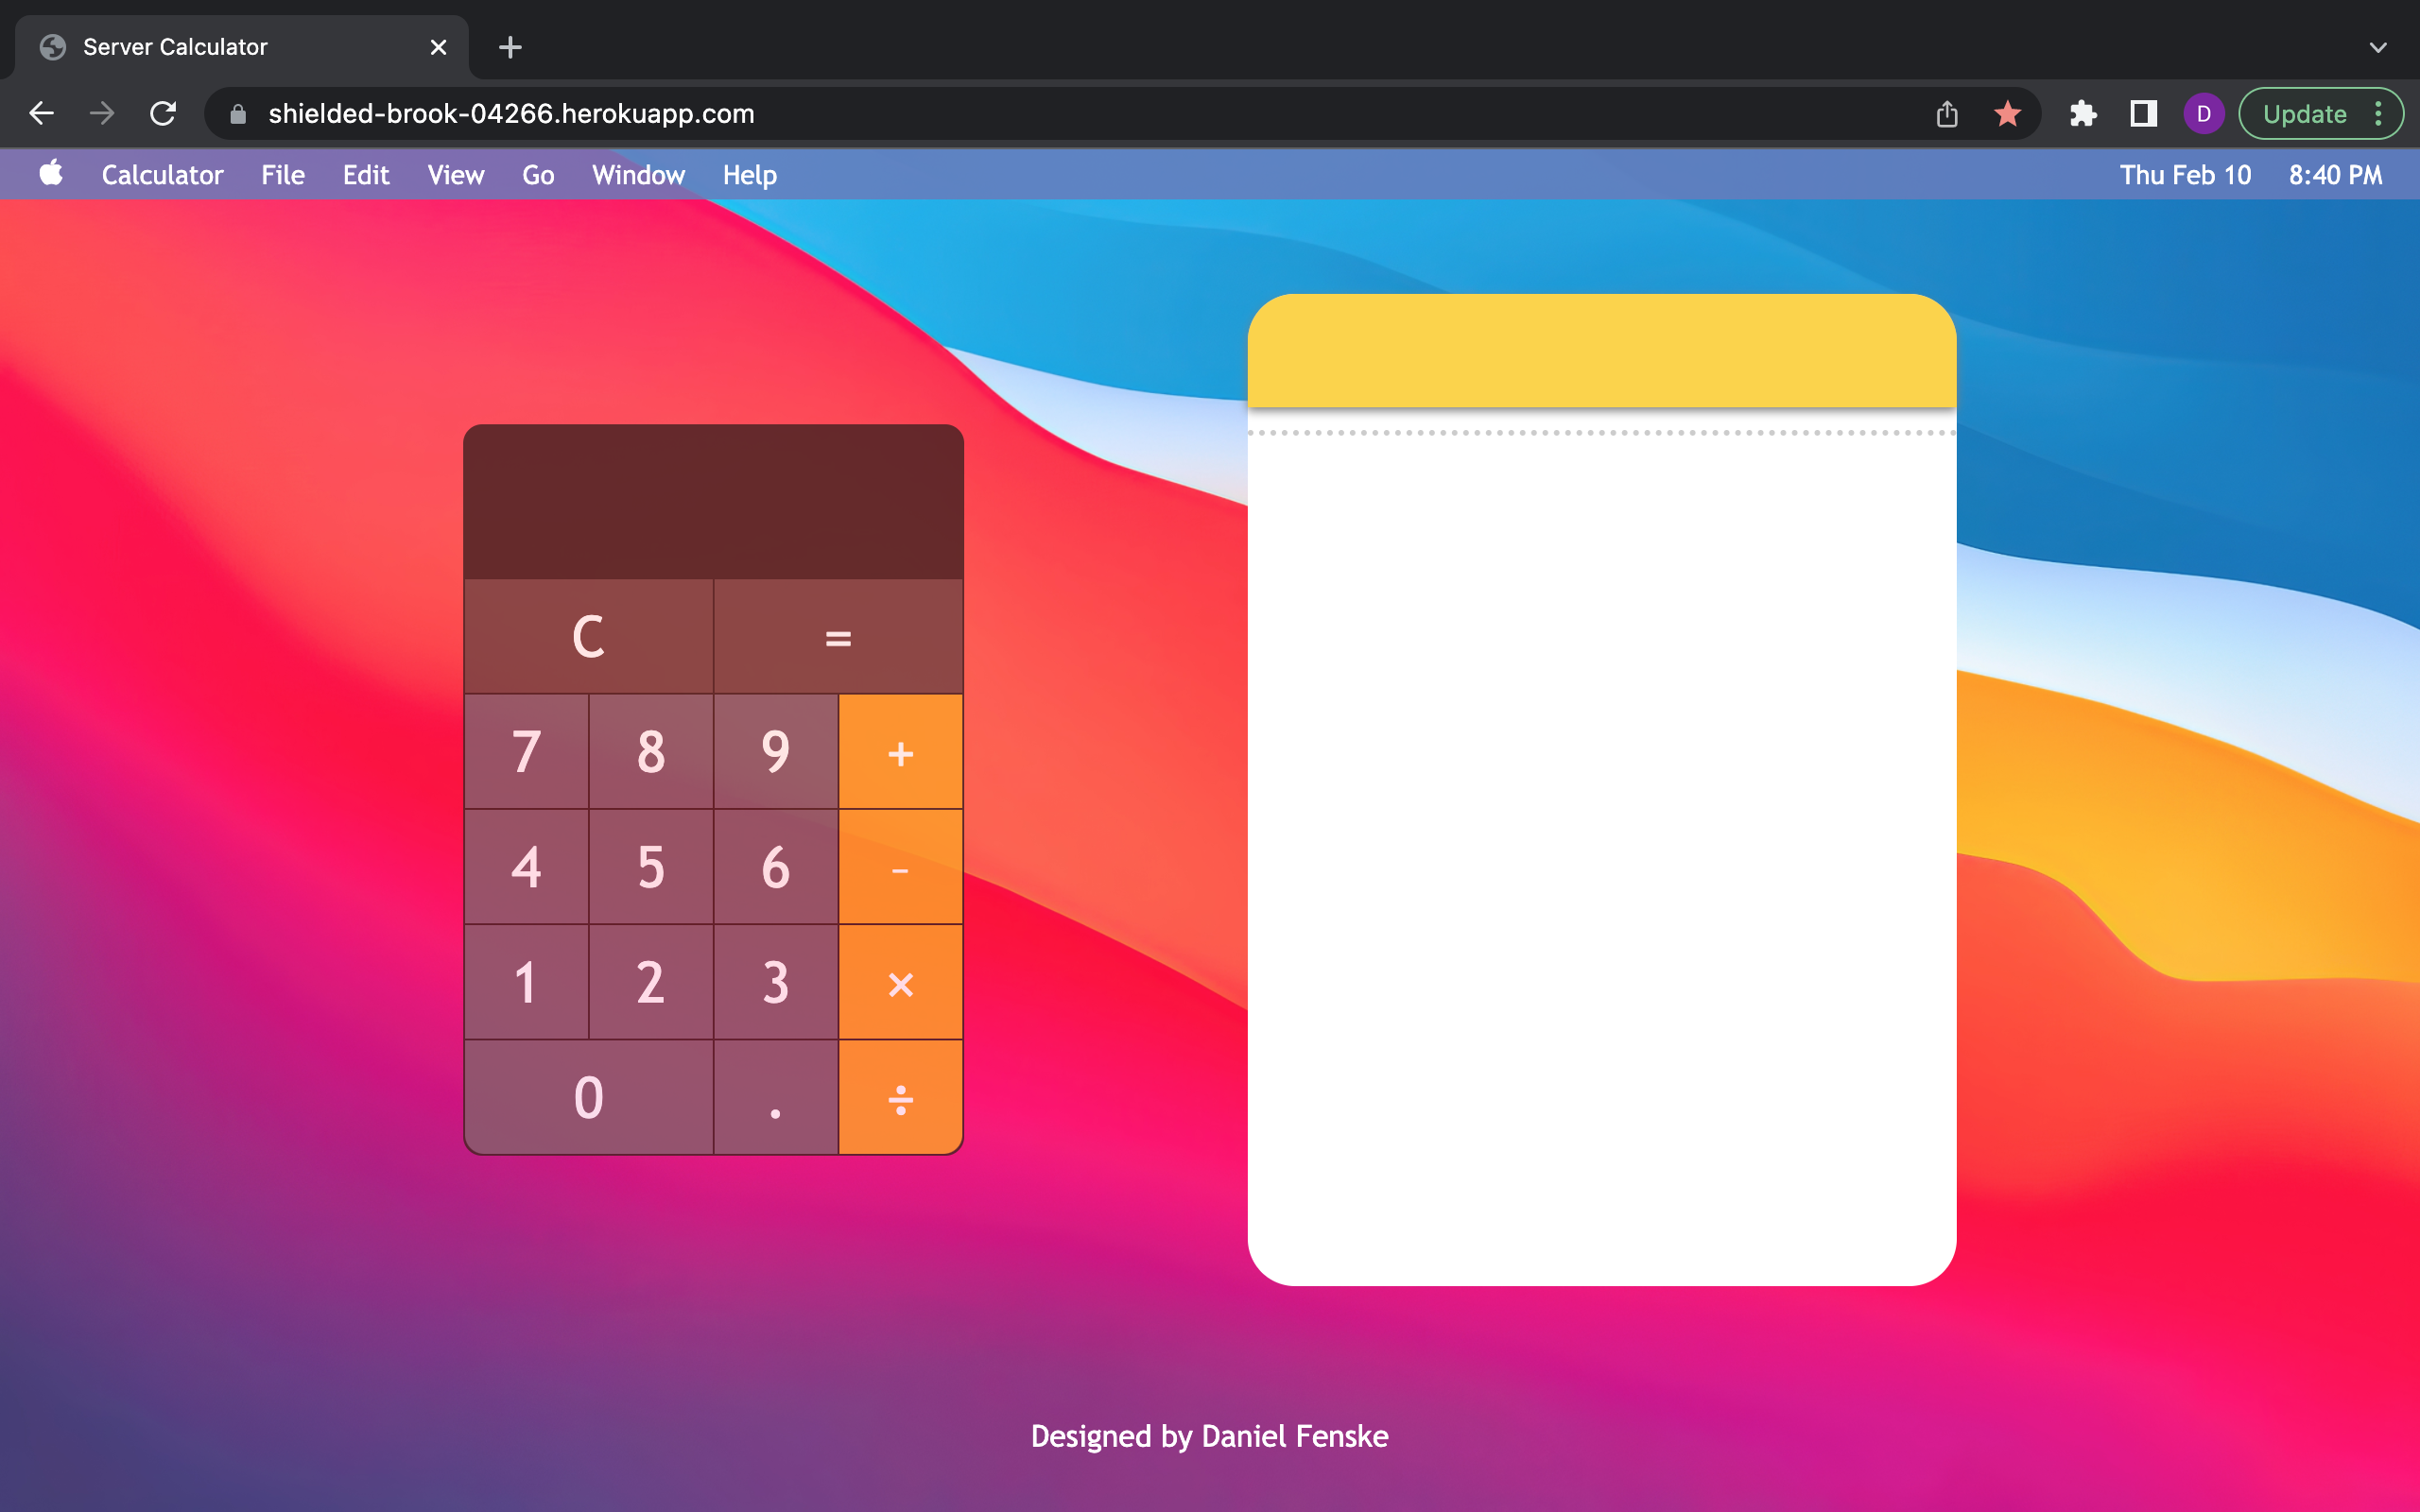 Server Calculator
shielded-brook-04266.herokuapp.com
D
Update
Calculator File Edit View Go Window Help
Thu Feb 10 8:40 PM
C =
7 8 9 +
4 5 6 -
1 2 3 ×
0 . ÷
Designed by Daniel Fenske